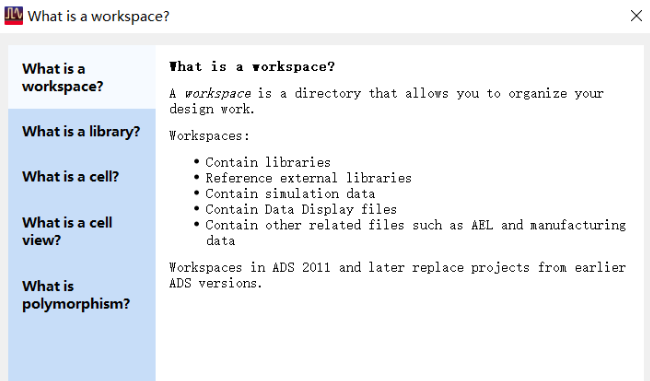 What is a workspace?
What is a
workspace?
What is a library?
What is a cell?
What is a cell
view?
What is
polymorphism?
What is a workspace?
A workspace is a directory that allows you to organize your
design work.
Workspaces:
• Contain libraries
• Reference external libraries
• Contain simulation data
• Contain Data Display files
• Contain other related files such as AEL and manufacturing
data
Workspaces in ADS 2011 and later replace projects from earlier
ADS versions.